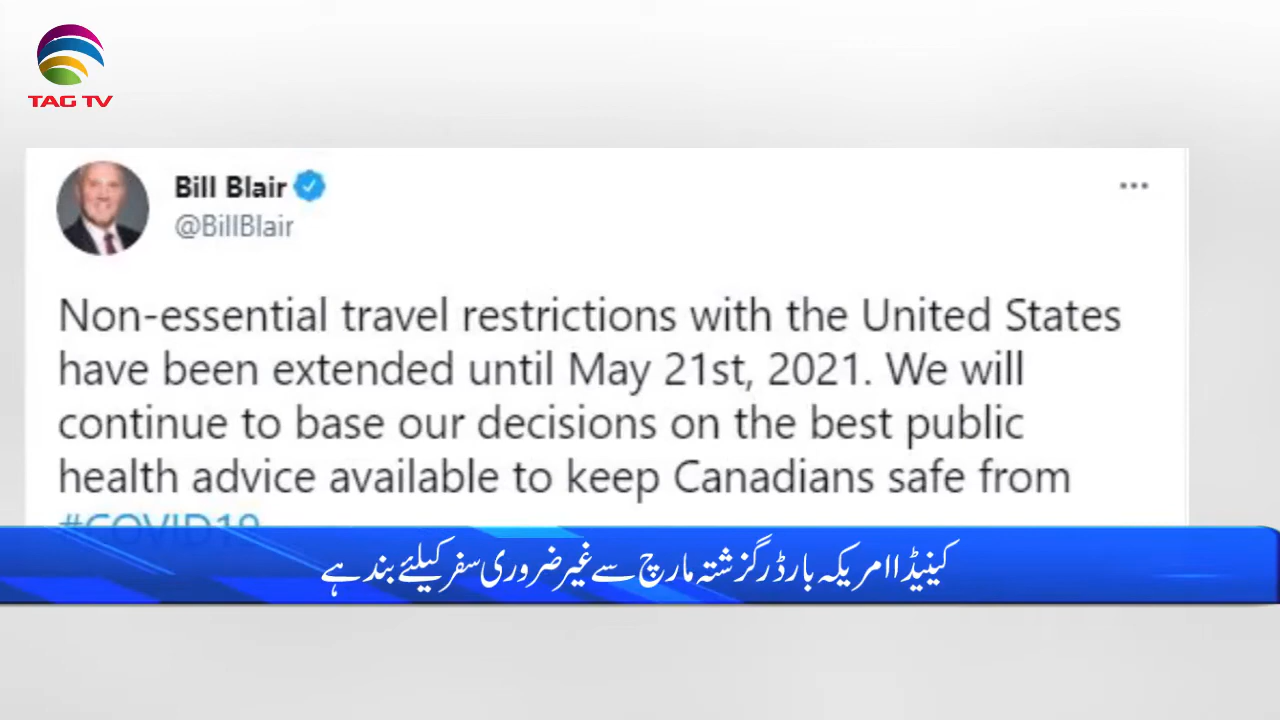 TAG TV
Bill Blair
@BillBlair
Non-essential travel restrictions with the United States
have been extended until May 21st, 2021. We will
continue to base our decisions on the best public
health advice available to keep Canadians safe from
#COVID19
کینیڈا امریکہ بارڈر گزشتہ مارچ سے غیر ضروری سفر کیلئے بند ہے